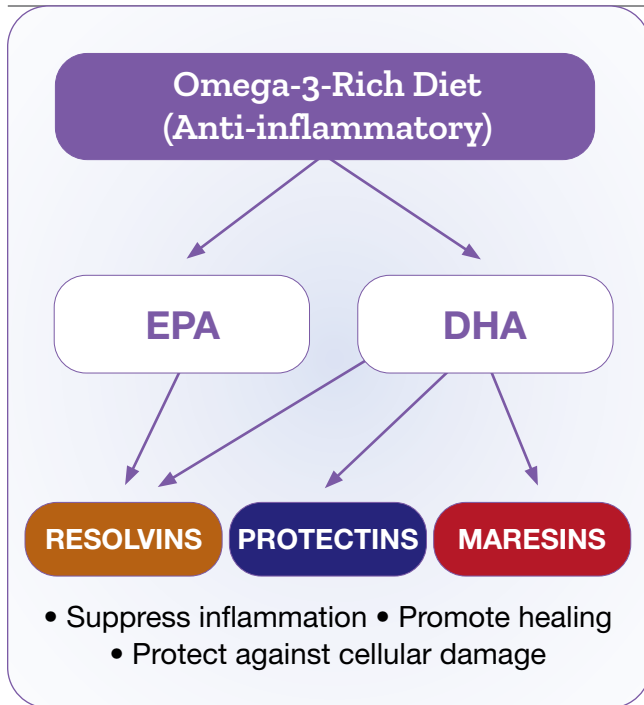 Omega-3-Rich Diet
(Anti-inflammatory)
EPA
DHA
RESOLVINS
PROTECTINS
MARESINS
• Suppress inflammation • Promote healing
• Protect against cellular damage